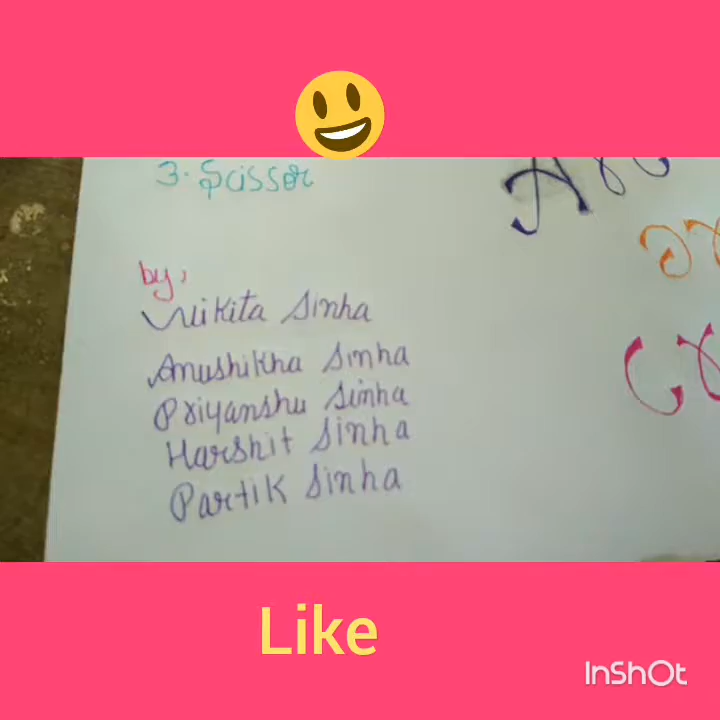 3. Scissor
by,
Nikita Sinha
Anushikha Sinha
Priyanshu Sinha
Harshit Sinha
Partik Sinha
Like
InShOt